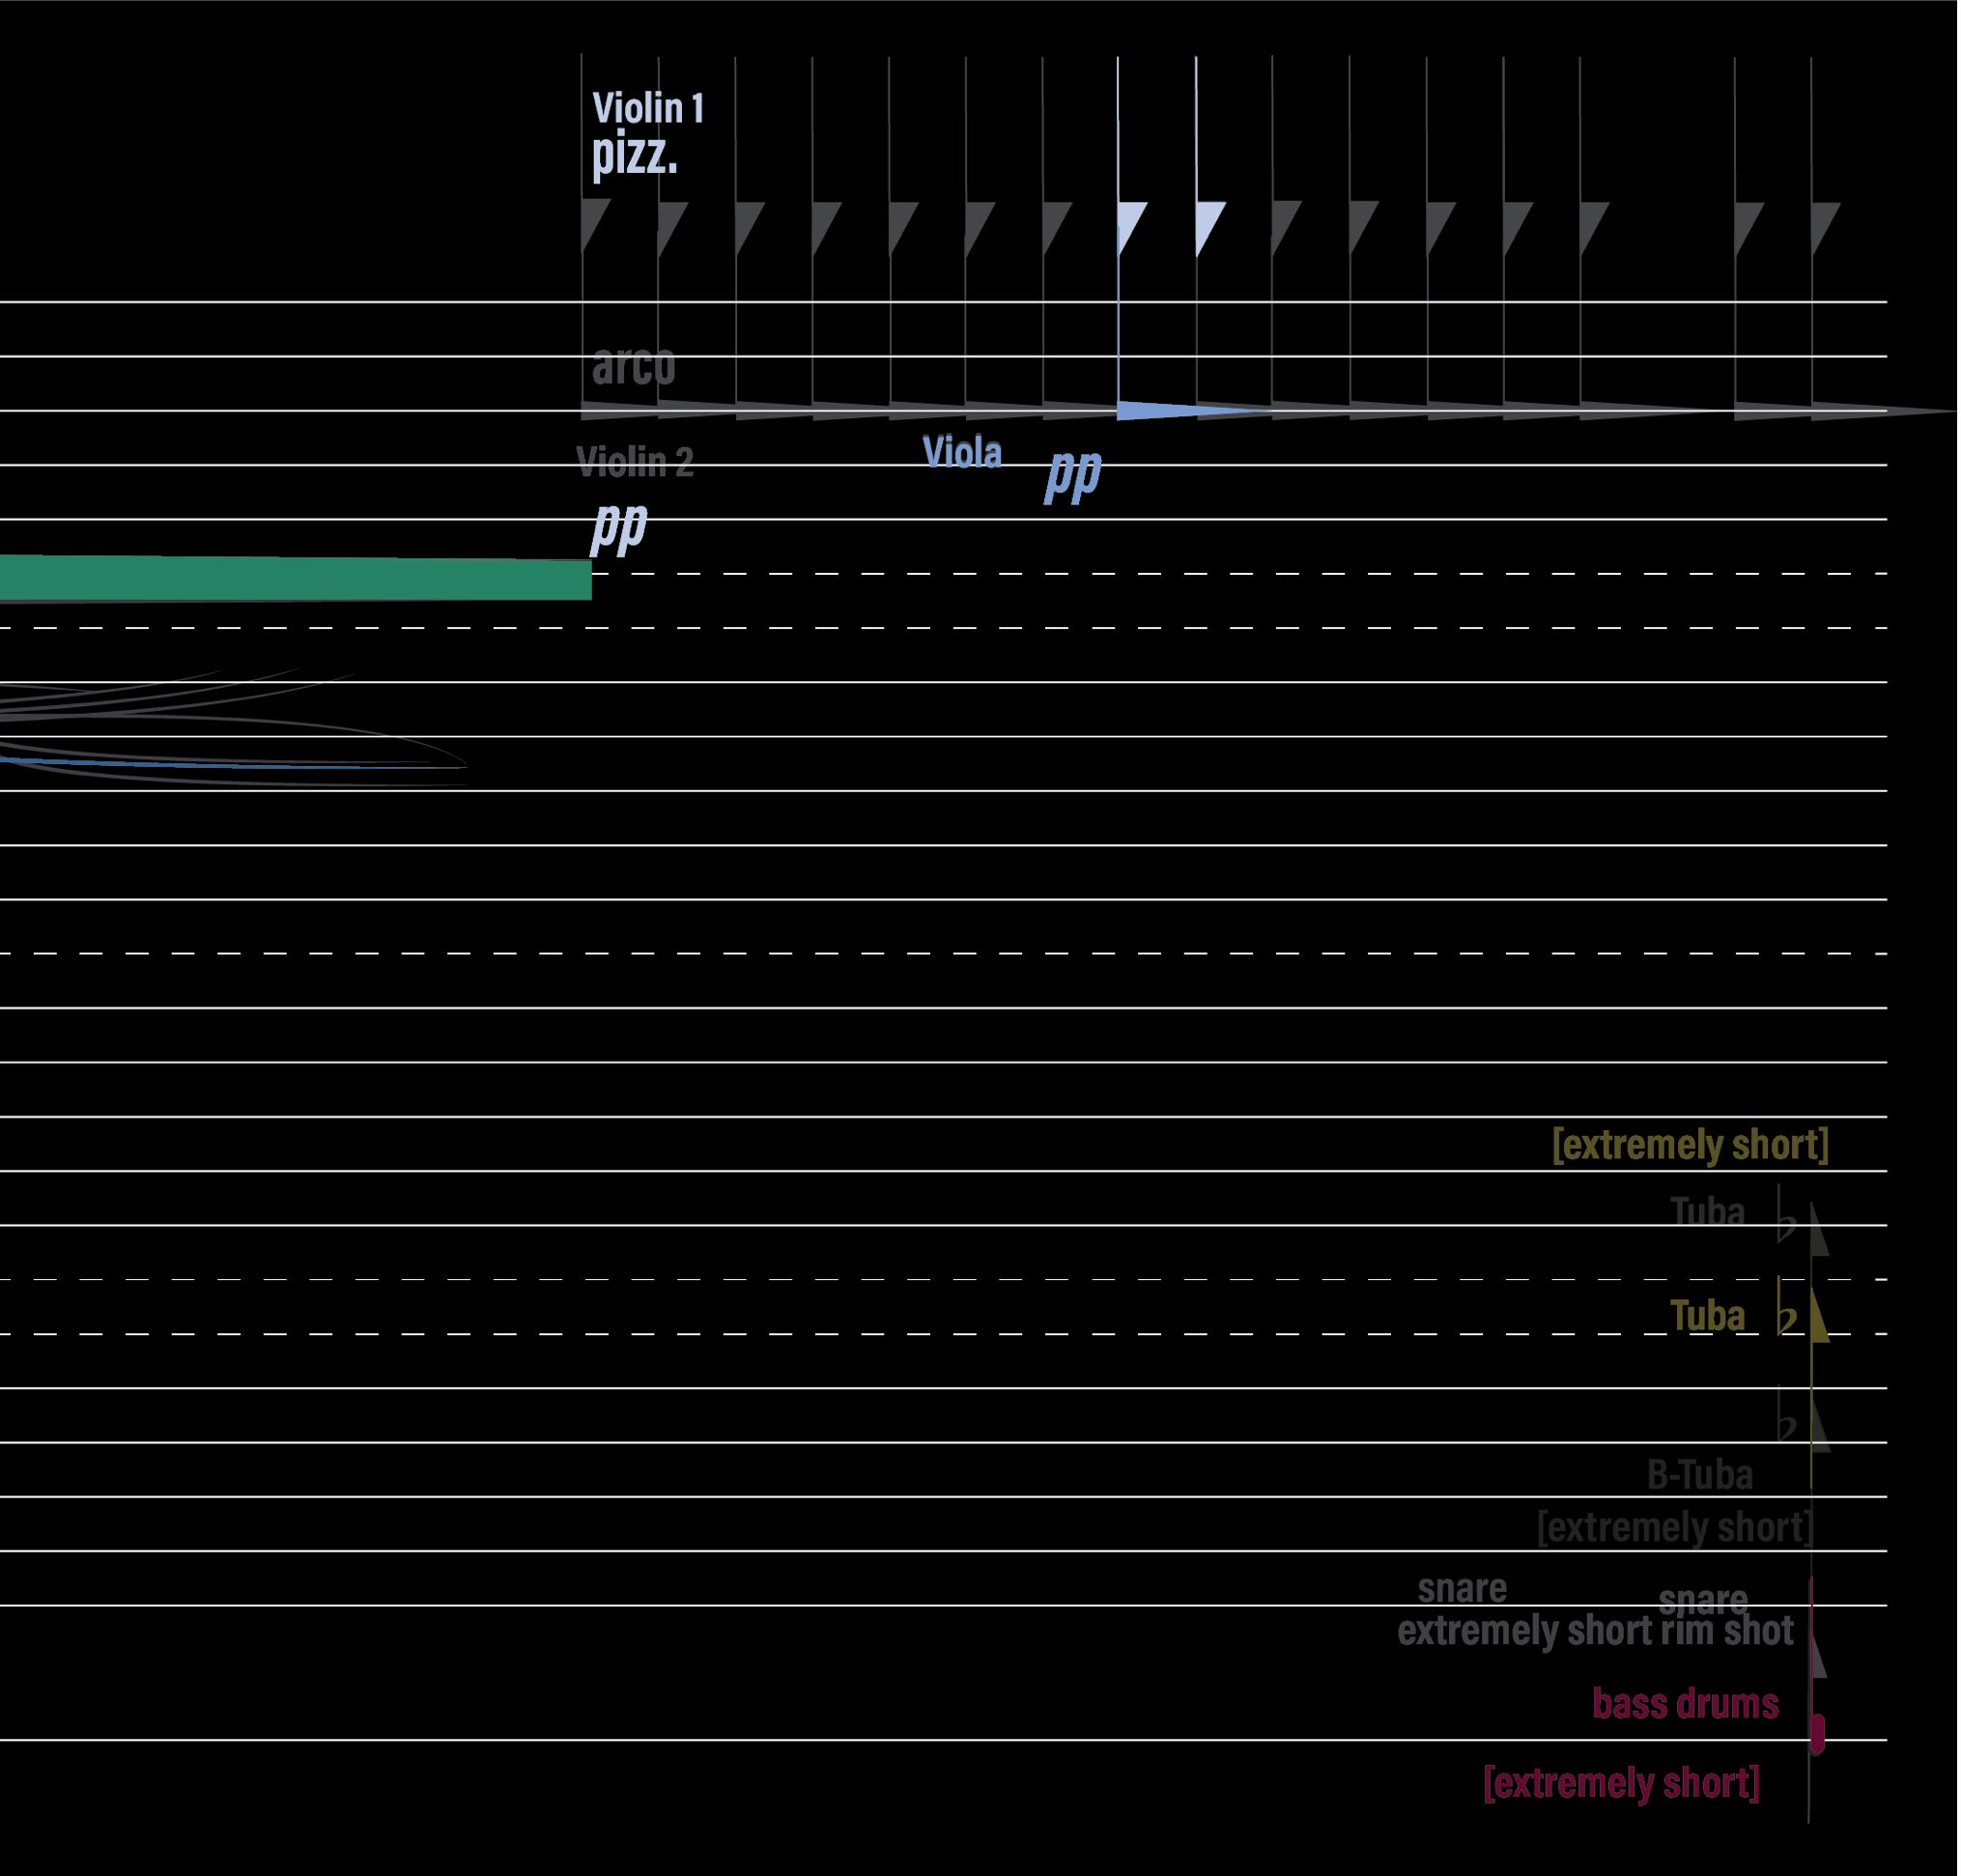 Violin 1
pizz.
arco
Violin 2
Viola
pp
pp
[extremely short]
Tuba
Tuba
B-Tuba
[extremely short]
snare
snare
extremely short rim shot
bass drums
[extremely short]